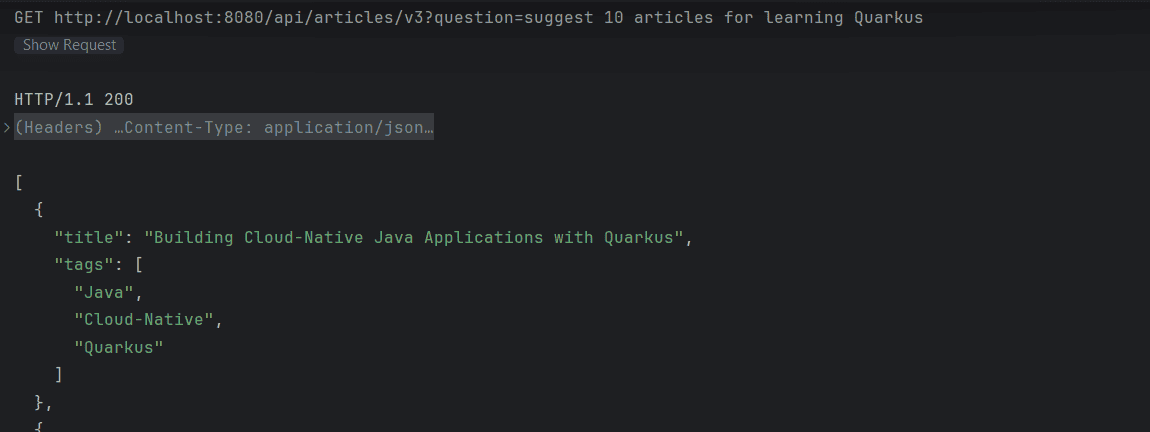 GET http://localhost:8080/api/articles/v3?question=suggest 10 articles for learning Quarkus
Show Request
HTTP/1.1 200
(Headers) …Content-Type: application/json…
[
{
"title": "Building Cloud-Native Java Applications with Quarkus",
"tags": [
"Java",
"Cloud-Native",
"Quarkus"
]
},
{